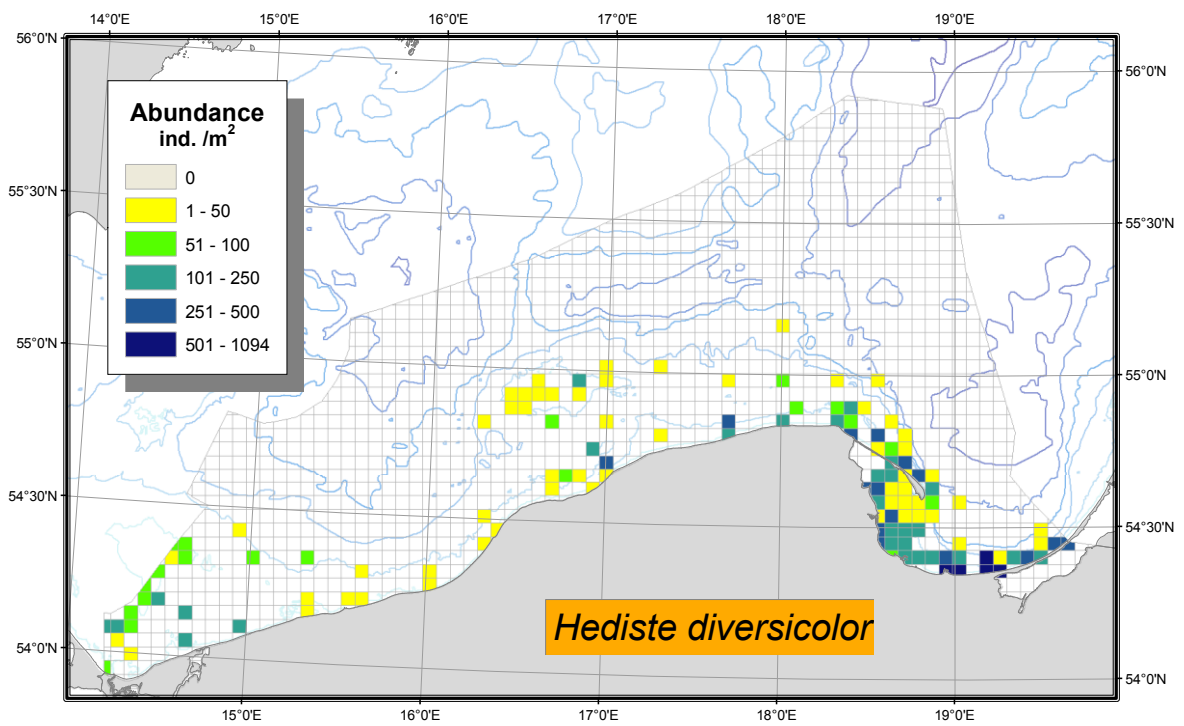 14°0'E 15°0'E 16°0'E 17°0'E 18°0'E 19°0'E
56°0'N
56°0'N
Abundance
ind. /m²
0
1 - 50
51 - 100
101 - 250
251 - 500
501 - 1094
55°30'N
55°30'N
55°0'N
55°0'N
54°30'N
54°30'N
Hediste diversicolor
54°0'N
54°0'N
15°0'E 16°0'E 17°0'E 18°0'E 19°0'E